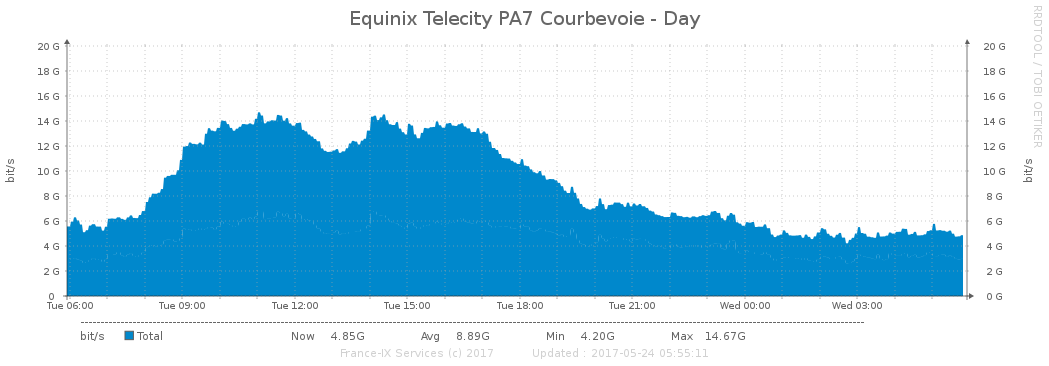 Equinix Telecity PA7 Courbevoie - Day
RRDTOOL / TOBI OETIKER
20 G 20 G
18 G 18 G
16 G 16 G
14 G 14 G
12 G 12 G
10 G 10 G
8 G 8 G
6 G 6 G
4 G 4 G
2 G 2 G
0 0 G
bit/s
bit/s
Tue 06:00 Tue 09:00 Tue 12:00 Tue 15:00 Tue 18:00 Tue 21:00 Wed 00:00 Wed 03:00
bit/s Total Now 4.85G Avg 8.89G Min 4.20G Max 14.67G
France-IX Services (c) 2017 Updated : 2017-05-24 05:55:11